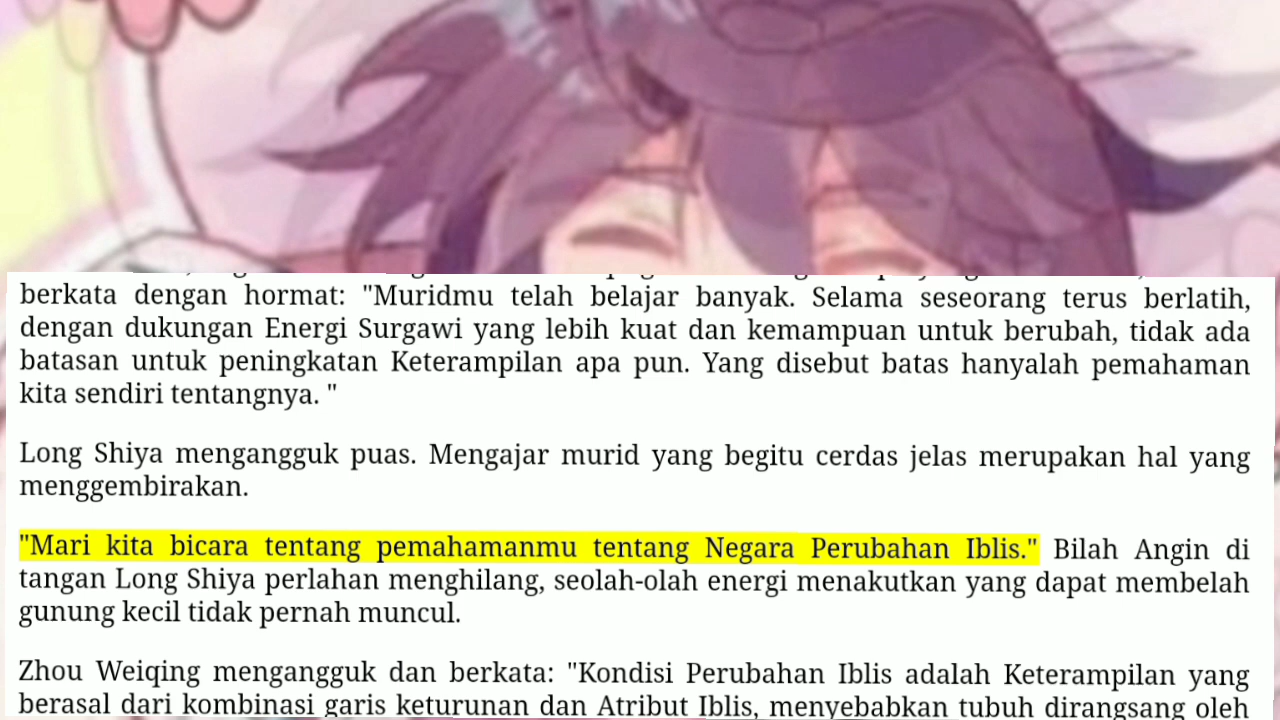 berkata dengan hormat: "Muridmu telah belajar banyak. Selama seseorang terus berlatih,
dengan dukungan Energi Surgawi yang lebih kuat dan kemampuan untuk berubah, tidak ada
batasan untuk peningkatan Keterampilan apa pun. Yang disebut batas hanyalah pemahaman
kita sendiri tentangnya. "
Long Shiya mengangguk puas. Mengajar murid yang begitu cerdas jelas merupakan hal yang
menggembirakan.
"Mari kita bicara tentang pemahamanmu tentang Negara Perubahan Iblis." Bilah Angin di
tangan Long Shiya perlahan menghilang, seolah-olah energi menakutkan yang dapat membelah
gunung kecil tidak pernah muncul.
Zhou Weiqing mengangguk dan berkata: "Kondisi Perubahan Iblis adalah Keterampilan yang
berasal dari kombinasi garis keturunan dan Atribut Iblis, menyebabkan tubuh dirangsang oleh